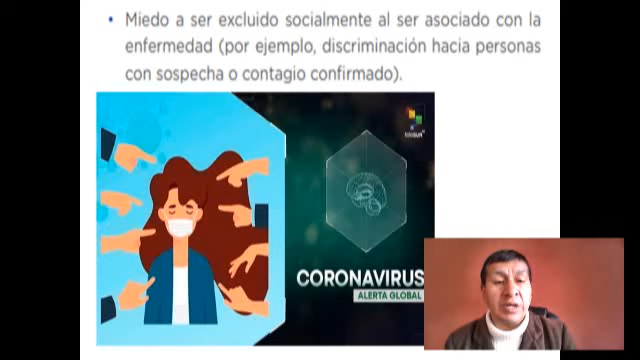 • Miedo a ser excluido socialmente al ser asociado con la
enfermedad (por ejemplo, discriminación hacia personas
con sospecha o contagio confirmado).
teleSUR
CORONAVIRUS
ALERTA GLOBAL